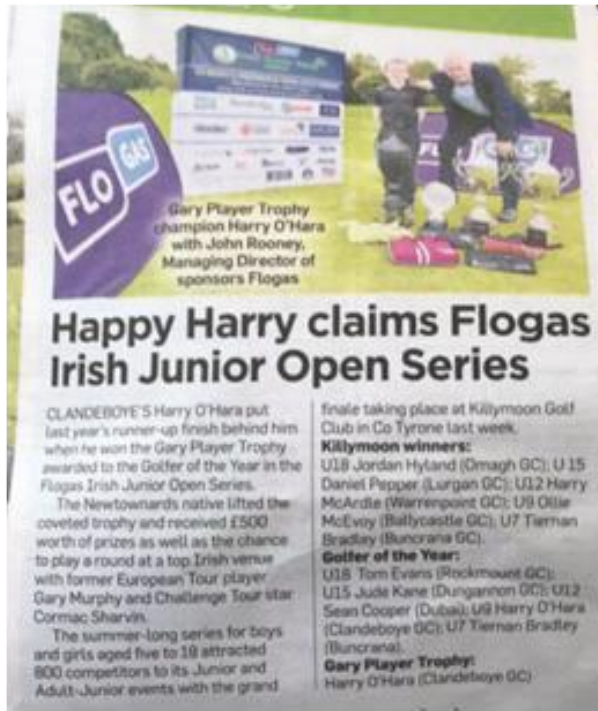 FLO
GAS
Gary Player Trophy
champion Harry O'Hara
with John Rooney,
Managing Director of
sponsors Flogas
Happy Harry claims Flogas
Irish Junior Open Series
CLANDEBOYE'S Harry O'Hara put
last year's runner-up finish behind him
when he won the Gary Player Trophy
awarded to the Golfer of the Year in the
Flogas Irish Junior Open Series.
The Newtownards native lifted the
coveted trophy and received £500
worth of prizes as well as the chance
to play a round at a top Irish venue
with former European Tour player
Gary Murphy and Challenge Tour star
Cormac Sharvin.
The summer-long series for boys
and girls aged five to 18 attracted
800 competitors to its Junior and
Adult-Junior events with the grand
finale taking place at Killymoon Golf
Club in Co Tyrone last week.
Killymoon winners:
U18 Jordan Hyland (Omagh GC); U 15
Daniel Pepper (Lurgan GC); U12 Harry
McArdle (Warrenpoint GC); U9 Ollie
McEvoy (Ballycastle GC); U7 Tiernan
Bradley (Buncrana GC).
Golfer of the Year:
U18 Tom Evans (Rockmount GC);
U15 Jude Kane (Dungannon GC); U12
Sean Cooper (Dubai); U9 Harry O'Hara
(Clandeboye GC); U7 Tiernan Bradley
(Buncrana).
Gary Player Trophy:
Harry O'Hara (Clandeboye GC)